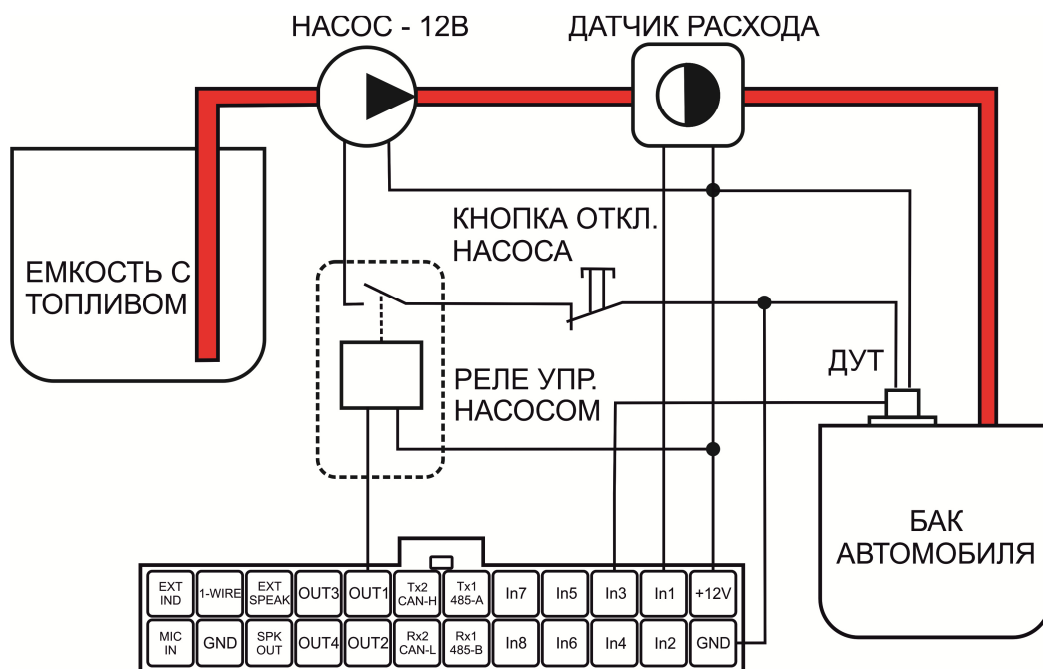 НАСОС - 12В
ДАТЧИК РАСХОДА
КНОПКА ОТКЛ.
НАСОСА
ЕМКОСТЬ С
ТОПЛИВОМ
ДУТ
РЕЛЕ УПР.
НАСОСОМ
БАК
АВТОМОБИЛЯ
EXT
IND
1-WIRE
EXT
SPEAK
OUT3
OUT1
Tx2
CAN-H
Tx1
485-A
In7
In5
In3
In1
+12V
MIC
IN
GND
SPK
OUT
OUT4
OUT2
Rx2
CAN-L
Rx1
485-B
In8
In6
In4
In2
GND